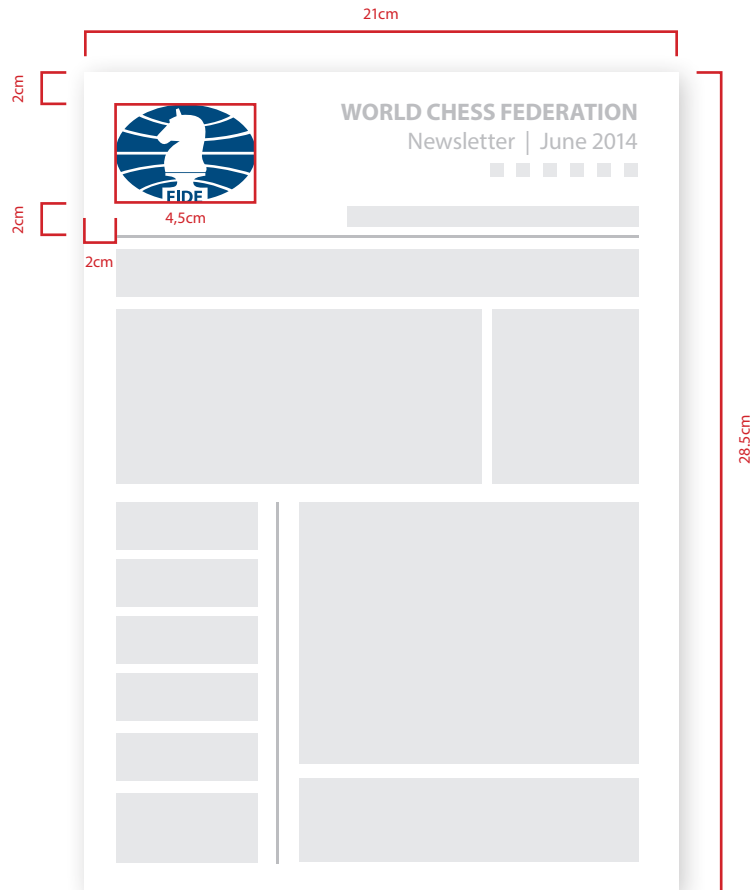 21cm
2cm
WORLD CHESS FEDERATION
Newsletter | June 2014
FIDE
2cm
4,5cm
2cm
28.5cm